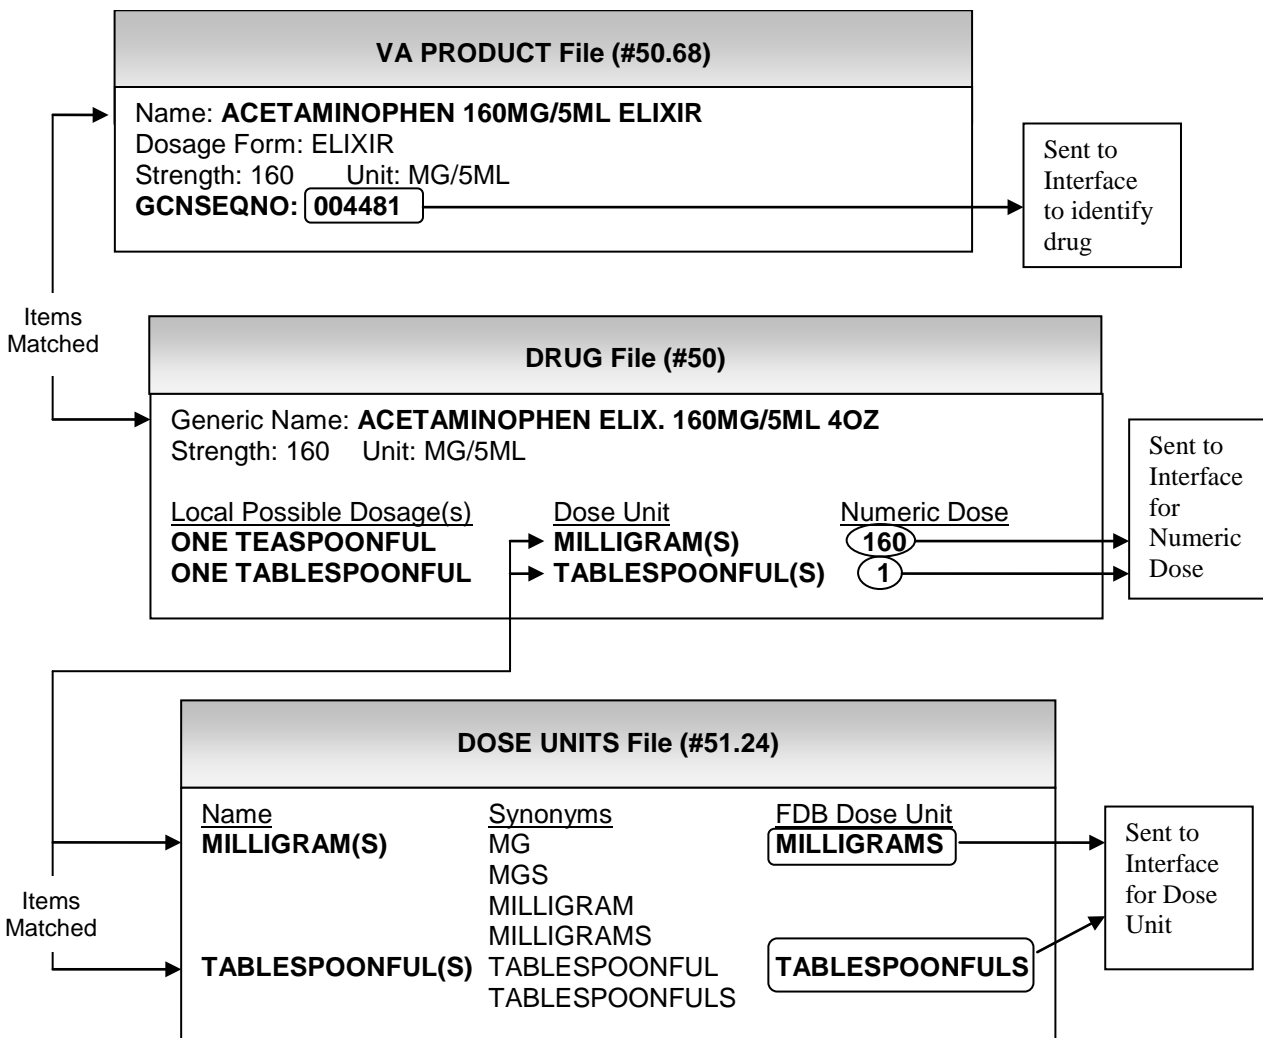 VA PRODUCT File (#50.68)
Name: ACETAMINOPHEN 160MG/5ML ELIXIR
Dosage Form: ELIXIR
Strength: 160 Unit: MG/5ML
GCNSEQNO: 004481
Sent to
Interface
to identify
drug
Items
Matched
DRUG File (#50)
Generic Name: ACETAMINOPHEN ELIX. 160MG/5ML 4OZ
Strength: 160 Unit: MG/5ML
Local Possible Dosage(s) Dose Unit Numeric Dose
ONE TEASPOONFUL MILLIGRAM(S) 160
ONE TABLESPOONFUL TABLESPOONFUL(S) 1
Sent to
Interface
for
Numeric
Dose
DOSE UNITS File (#51.24)
Name Synonyms FDB Dose Unit
MILLIGRAM(S) MG MILLIGRAMS
MGS
MILLIGRAM
MILLIGRAMS
TABLESPOONFUL(S) TABLESPOONFUL TABLESPOONFULS
TABLESPOONFULS
Sent to
Interface
for Dose
Unit
Items
Matched